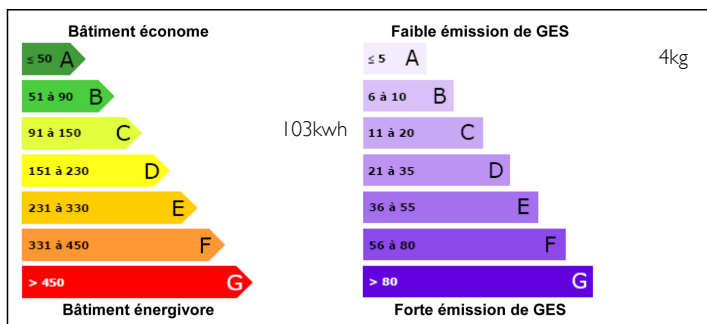 Bâtiment économe
≤ 50 A
51 à 90 B
91 à 150 C
103kwh
151 à 230 D
231 à 330 E
331 à 450 F
> 450 G
Bâtiment énergivore
Faible émission de GES
≤ 5 A
4kg
6 à 10 B
11 à 20 C
21 à 35 D
36 à 55 E
56 à 80 F
> 80 G
Forte émission de GES